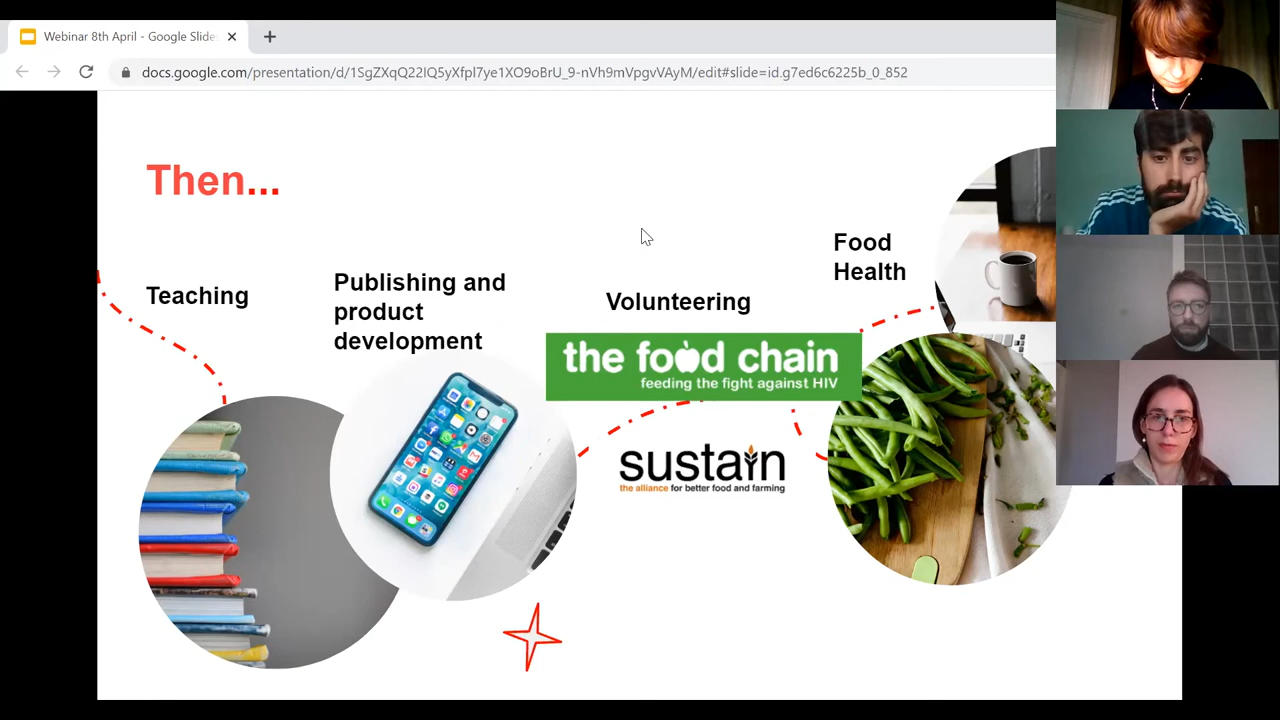 Webinar 8th April - Google Slides
docs.google.com/presentation/d/1SgZXqQ22IQ5yXfpl7ye1XO9oBrU_9-nVh9mVpgvVAyM/edit#slide=id.g7ed6c6225b_0_852
Then...
Teaching
Publishing and
product
development
Volunteering
Food
Health
the food chain
feeding the fight against HIV
sustain
the alliance for better food and farming